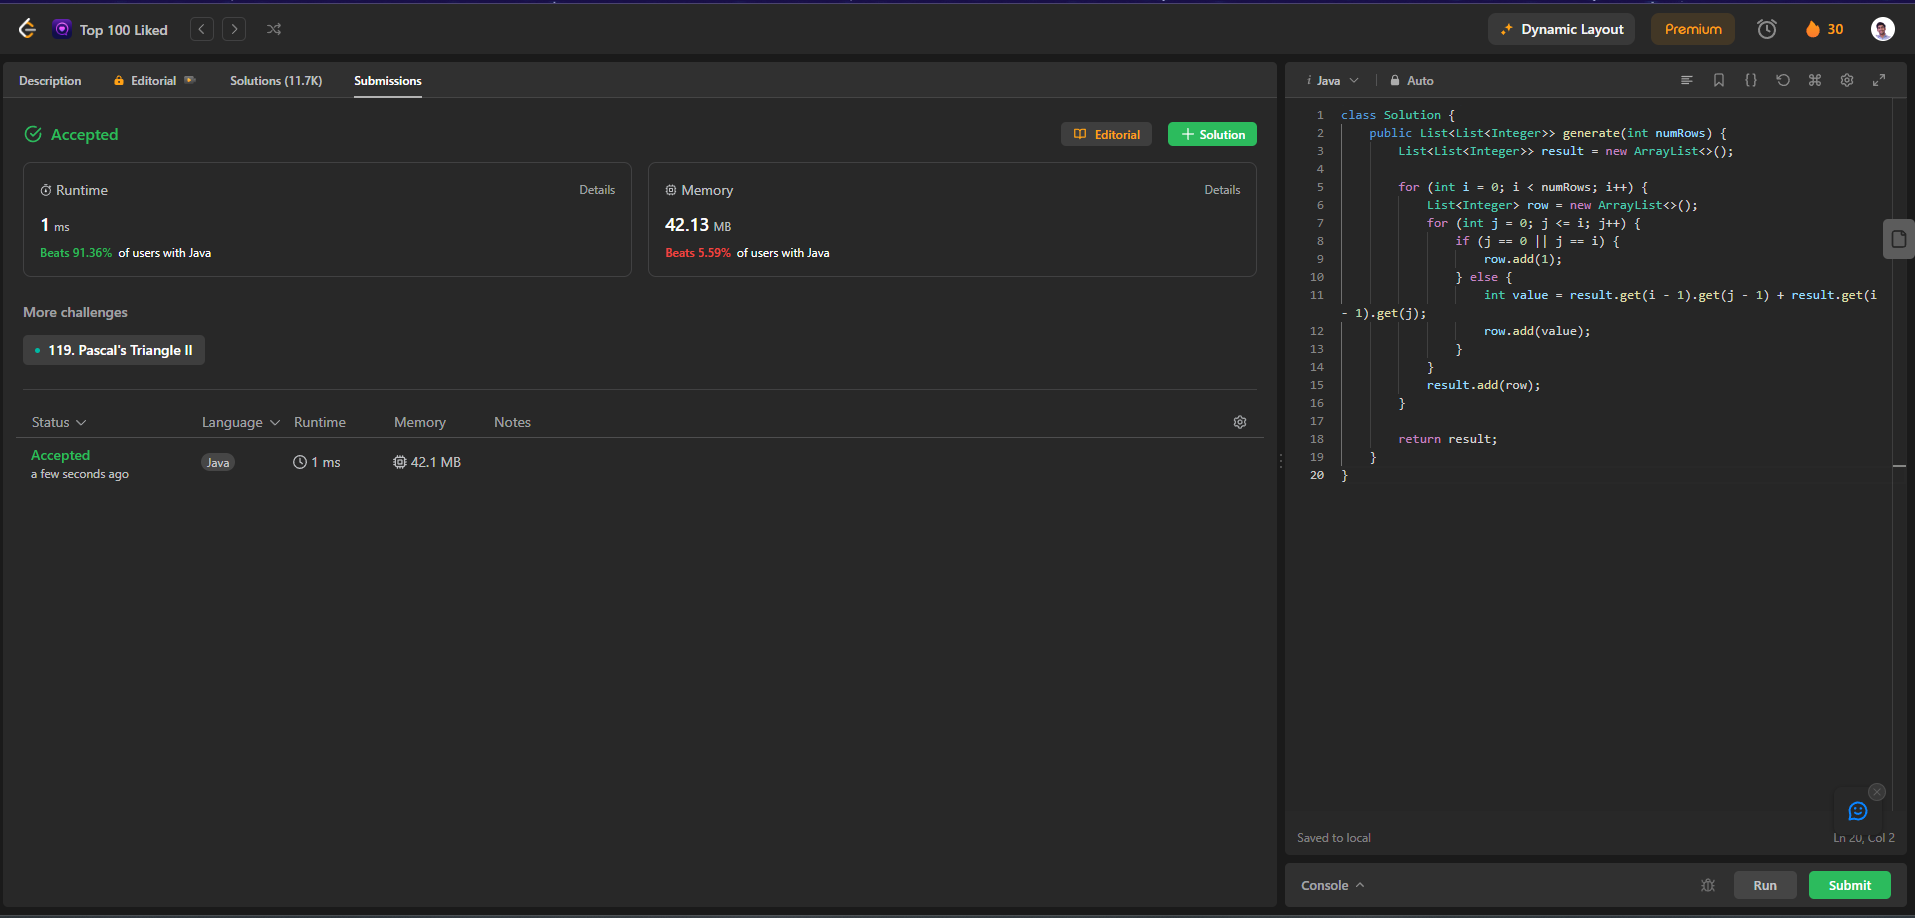 Top 100 Liked
Dynamic Layout
Premium
30
Description
Editorial
Solutions (11.7K)
Submissions
Accepted
Editorial
Solution
Runtime
Details
1 ms
Beats 91.36% of users with Java
Memory
Details
42.13 MB
Beats 5.59% of users with Java
More challenges
119. Pascal's Triangle II
Status Language Runtime Memory Notes
Accepted
a few seconds ago
Java 1 ms 42.1 MB
Java Auto
1 class Solution {
2     public List<List<Integer>> generate(int numRows) {
3         List<List<Integer>> result = new ArrayList<>();
4
5         for (int i = 0; i < numRows; i++) {
6             List<Integer> row = new ArrayList<>();
7             for (int j = 0; j <= i; j++) {
8                 if (j == 0 || j == i) {
9                     row.add(1);
10                 } else {
11                     int value = result.get(i - 1).get(j - 1) + result.get(i
- 1).get(j);
12                     row.add(value);
13                 }
14             }
15             result.add(row);
16         }
17
18         return result;
19     }
20 }
Saved to local
Ln 20, Col 2
Console
Run
Submit